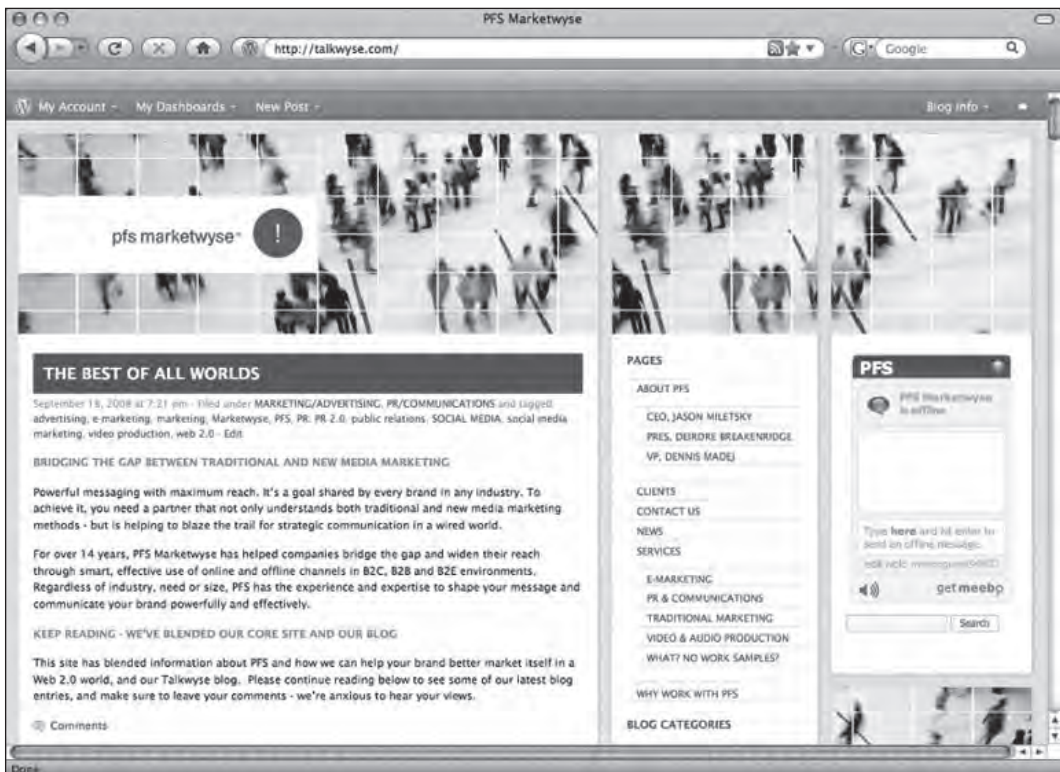 PFS Marketwyse
http://talkwyse.com/
Google
My Account
My Dashboards
New Post
Blog Info
pfs marketwyse
!
THE BEST OF ALL WORLDS
September 18, 2008 at 7:21 pm · Filed under MARKETING/ADVERTISING, PR/COMMUNICATIONS and tagged
advertising, e-marketing, marketing, Marketwyse, PFS, PR, PR 2.0, public relations, SOCIAL MEDIA, social media
marketing, video production, web 2.0 · Edit
BRIDGING THE GAP BETWEEN TRADITIONAL AND NEW MEDIA MARKETING
Powerful messaging with maximum reach. It's a goal shared by every brand in any industry. To
achieve it, you need a partner that not only understands both traditional and new media marketing
methods - but is helping to blaze the trail for strategic communication in a wired world.
For over 14 years, PFS Marketwyse has helped companies bridge the gap and widen their reach
through smart, effective use of online and offline channels in B2C, B2B and B2E environments.
Regardless of industry, need or size, PFS has the experience and expertise to shape your message and
communicate your brand powerfully and effectively.
KEEP READING - WE'VE BLENDED OUR CORE SITE AND OUR BLOG
This site has blended information about PFS and how we can help your brand better market itself in a
Web 2.0 world, and our Talkwyse blog. Please continue reading below to see some of our latest blog
entries, and make sure to leave your comments - we're anxious to hear your views.
Comments
PAGES
ABOUT PFS
CEO, JASON MILETSKY
PRES, DEIRDRE BREAKENRIDGE
VP, DENNIS MADEJ
CLIENTS
CONTACT US
NEWS
SERVICES
E-MARKETING
PR & COMMUNICATIONS
TRADITIONAL MARKETING
VIDEO & AUDIO PRODUCTION
WHAT? NO WORK SAMPLES?
WHY WORK WITH PFS
BLOG CATEGORIES
PFS
PFS Marketwyse
is offline
Type here and hit enter to
send an offline message.
get meebo
Search